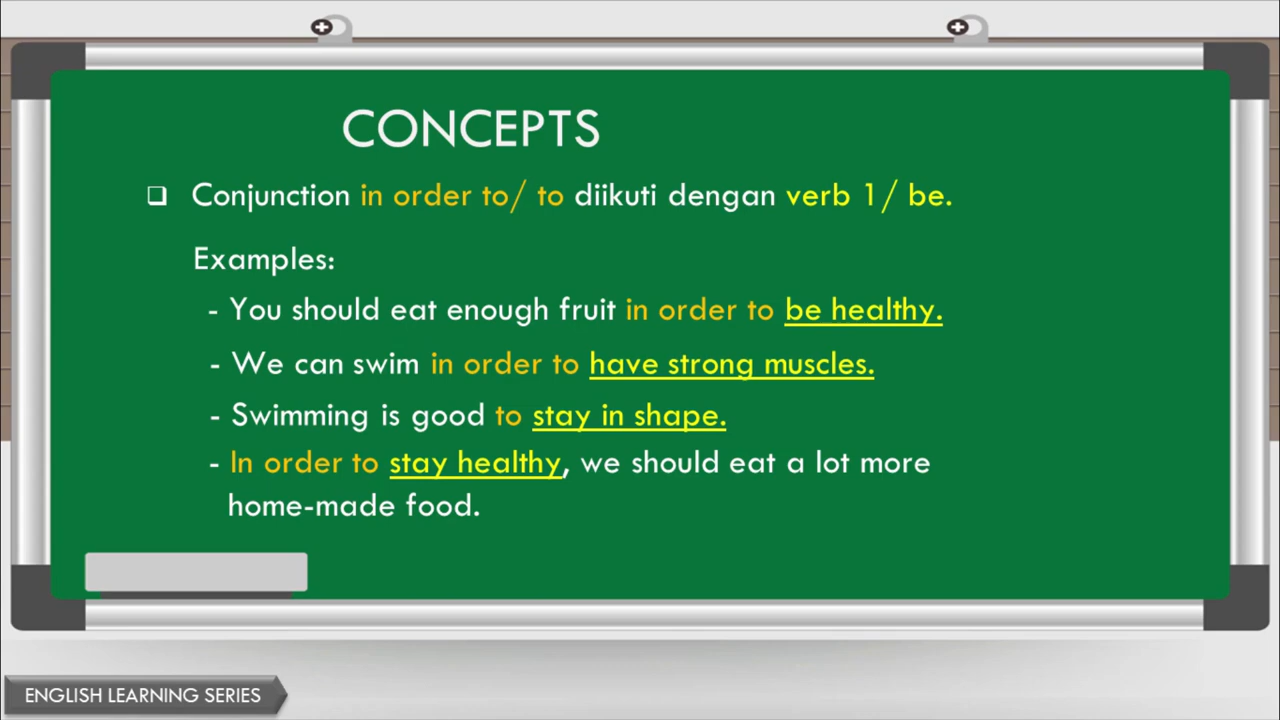 CONCEPTS
❑ Conjunction in order to/ to diikuti dengan verb 1/ be.
Examples:
- You should eat enough fruit in order to be healthy.
- We can swim in order to have strong muscles.
- Swimming is good to stay in shape.
- In order to stay healthy, we should eat a lot more
home-made food.
ENGLISH LEARNING SERIES